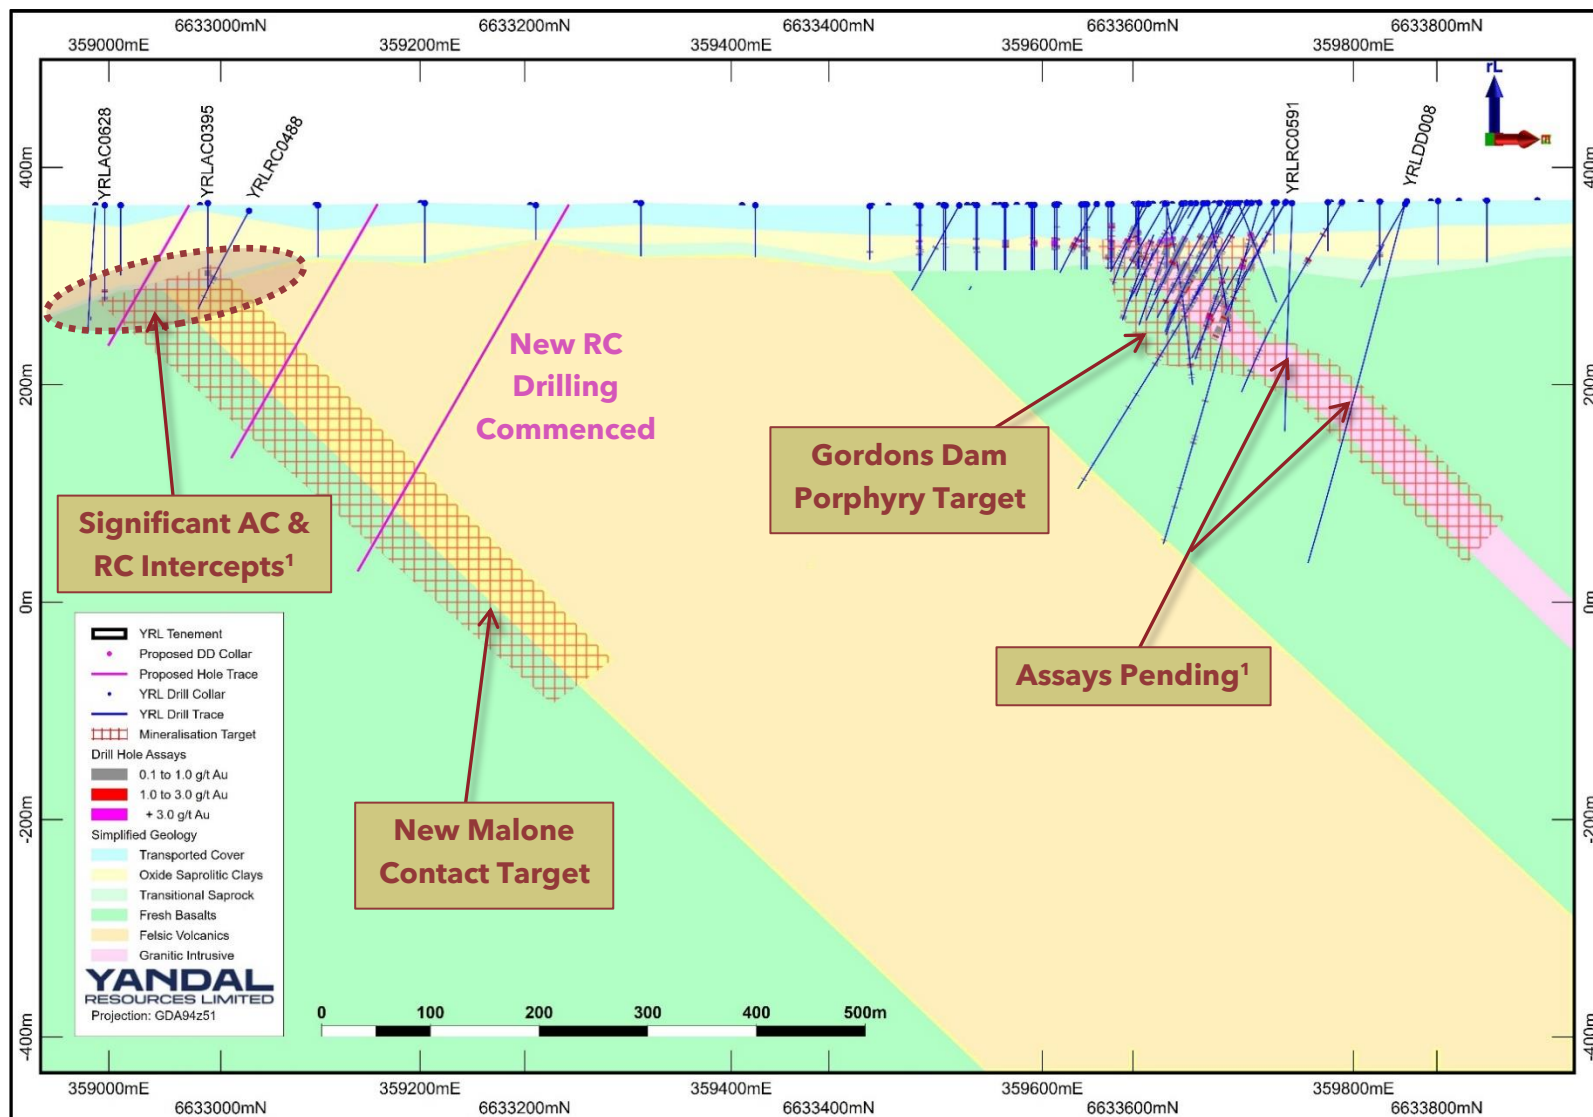 6633000mN 6633200mN 6633400mN 6633600mN 6633800mN
359000mE 359200mE 359400mE 359600mE 359800mE
rL
E
YRLAC0628
YRLAC0395
YRLRC0488
YRLRC0591
YRLDD008
400m
400m
200m
200m
0m
0m
-200m
-200m
-400m
-400m
New RC
Drilling
Commenced
Gordons Dam
Porphyry Target
Significant AC &
RC Intercepts¹
Assays Pending¹
New Malone
Contact Target
YRL Tenement
Proposed DD Collar
Proposed Hole Trace
YRL Drill Collar
YRL Drill Trace
Mineralisation Target
Drill Hole Assays
0.1 to 1.0 g/t Au
1.0 to 3.0 g/t Au
+ 3.0 g/t Au
Simplified Geology
Transported Cover
Oxide Saprolitic Clays
Transitional Saprock
Fresh Basalts
Felsic Volcanics
Granitic Intrusive
YANDAL
RESOURCES LIMITED
Projection: GDA94z51
0 100 200 300 400 500m
359000mE 359200mE 359400mE 359600mE 359800mE
6633000mN 6633200mN 6633400mN 6633600mN 6633800mN